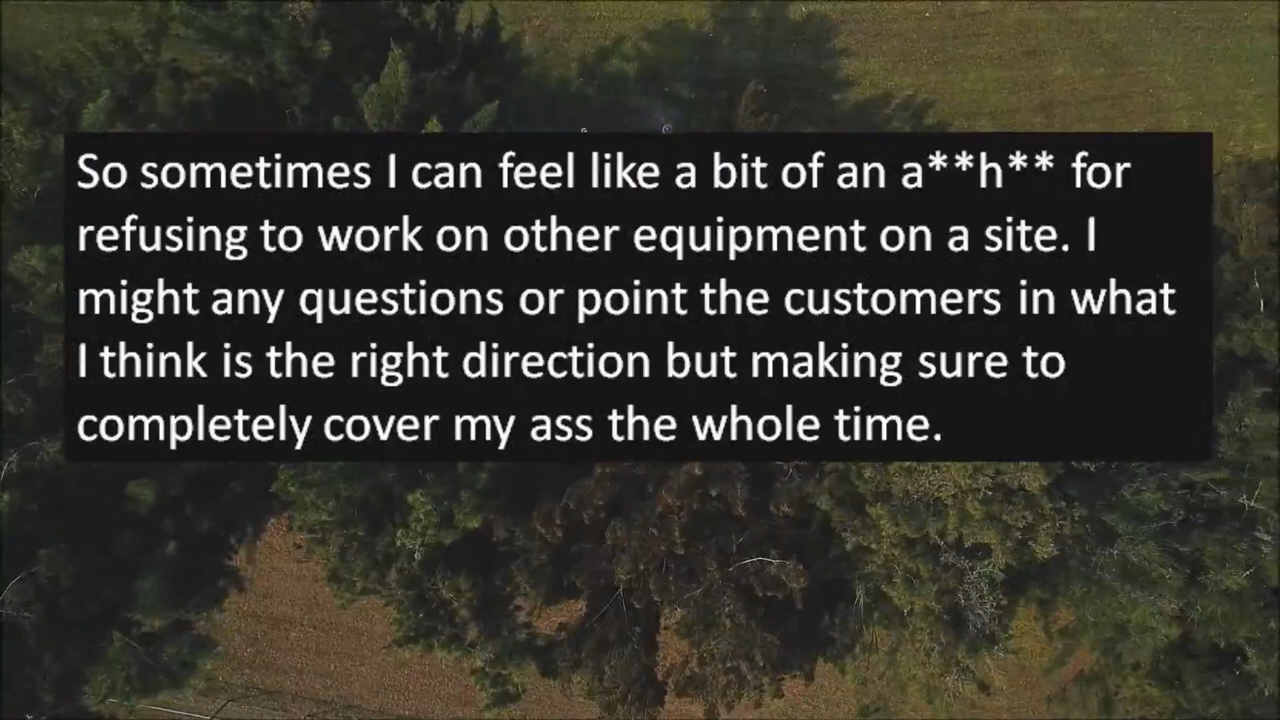 So sometimes I can feel like a bit of an a**h** for
refusing to work on other equipment on a site. I
might any questions or point the customers in what
I think is the right direction but making sure to
completely cover my ass the whole time.